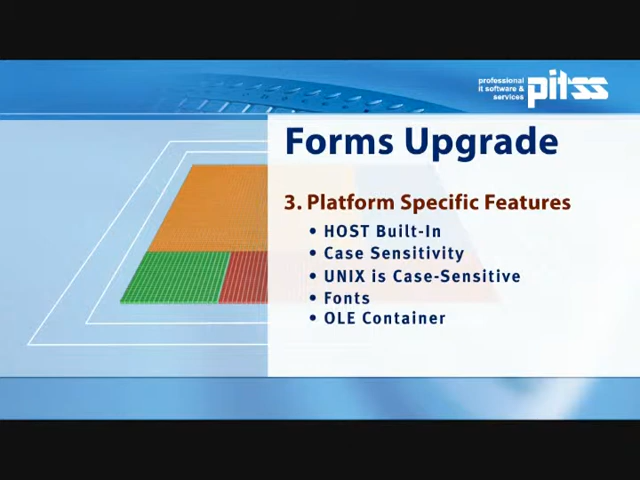 professional
it software &
services
pitss
Forms Upgrade
3. Platform Specific Features
• HOST Built-In
• Case Sensitivity
• UNIX is Case-Sensitive
• Fonts
• OLE Container